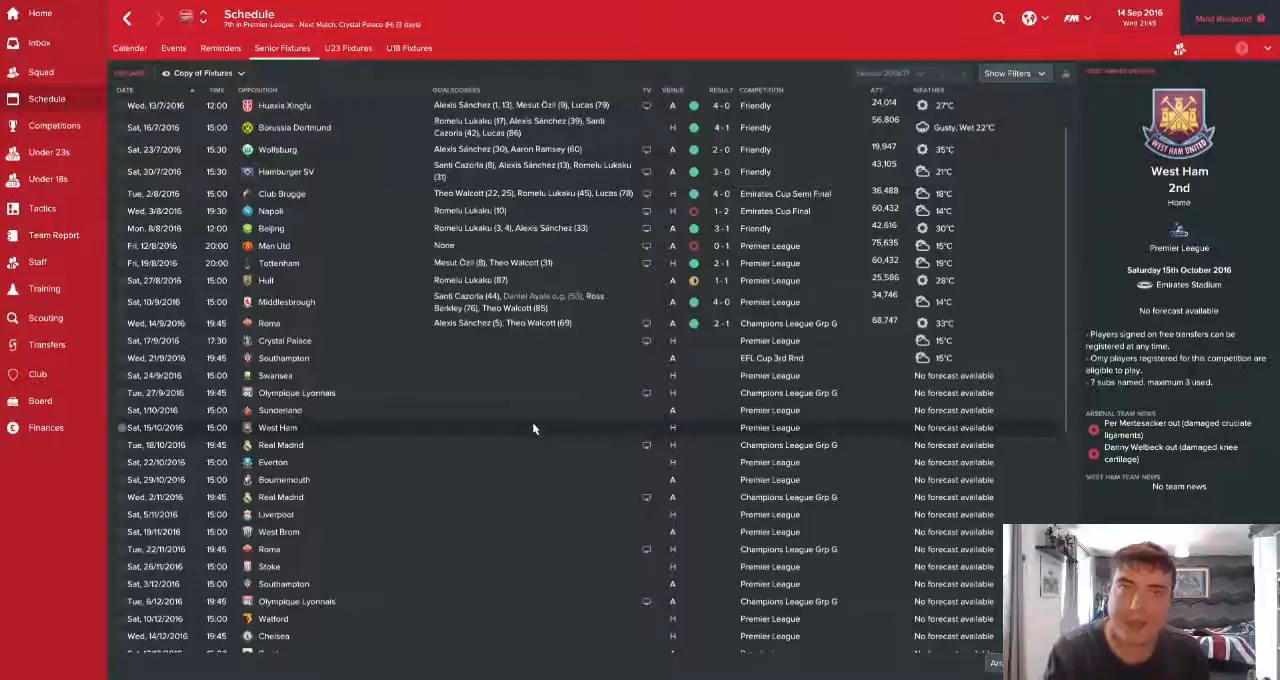 Home
Inbox
Squad
Schedule
Competitions
Under 23s
Under 18s
Tactics
Team Report
Staff
Training
Scouting
Transfers
Club
Board
Finances
Schedule
7th in Premier League - Next Match: Crystal Palace (H) (3 days)
FM
14 Sep 2016
Wed 21:45
Must Respond
Calendar Events Reminders Senior Fixtures U23 Fixtures U18 Fixtures
FIXTURES Copy of Fixtures Season 2016/17 Show Filters
DATE TIME OPPOSITION GOALSCORERS TV VENUE RESULT COMPETITION ATT WEATHER
Wed, 13/7/2016 12:00 Huaxia Xingfu Alexis Sánchez (1, 13), Mesut Özil (9), Lucas (79) A 4-0 Friendly 24,014 27°C
Sat, 16/7/2016 15:00 Borussia Dortmund Romelu Lukaku (17), Alexis Sánchez (39), Santi Cazorla (42), Lucas (86) H 4-1 Friendly 56,806 Gusty, Wet 22°C
Sat, 23/7/2016 15:30 Wolfsburg Alexis Sánchez (30), Aaron Ramsey (60) A 2-0 Friendly 19,947 35°C
Sat, 30/7/2016 15:30 Hamburger SV Santi Cazorla (8), Alexis Sánchez (13), Romelu Lukaku (31) A 3-0 Friendly 43,105 21°C
Tue, 2/8/2016 15:00 Club Brugge Theo Walcott (22, 25), Romelu Lukaku (45), Lucas (78) H 4-0 Emirates Cup Semi Final 36,488 18°C
Wed, 3/8/2016 19:30 Napoli Romelu Lukaku (10) H 1-2 Emirates Cup Final 60,432 14°C
Mon, 8/8/2016 12:00 Beijing Romelu Lukaku (3, 4), Alexis Sánchez (33) A 3-1 Friendly 42,616 30°C
Fri, 12/8/2016 20:00 Man Utd None A 0-1 Premier League 75,635 15°C
Fri, 19/8/2016 20:00 Tottenham Mesut Özil (8), Theo Walcott (31) H 2-1 Premier League 60,432 19°C
Sat, 27/8/2016 15:00 Hull Romelu Lukaku (87) A 1-1 Premier League 25,586 28°C
Sat, 10/9/2016 15:00 Middlesbrough Santi Cazorla (44), Daniel Ayala o.g. (53), Ross Barkley (76), Theo Walcott (85) A 4-0 Premier League 34,746 14°C
Wed, 14/9/2016 19:45 Roma Alexis Sánchez (5), Theo Walcott (69) A 2-1 Champions League Grp G 68,747 33°C
Sat, 17/9/2016 17:30 Crystal Palace H Premier League 15°C
Wed, 21/9/2016 19:45 Southampton A EFL Cup 3rd Rnd 15°C
Sat, 24/9/2016 15:00 Swansea H Premier League No forecast available
Tue, 27/9/2016 19:45 Olympique Lyonnais H Champions League Grp G No forecast available
Sat, 1/10/2016 15:00 Sunderland A Premier League No forecast available
Sat, 15/10/2016 15:00 West Ham H Premier League No forecast available
Tue, 18/10/2016 19:45 Real Madrid H Champions League Grp G No forecast available
Sat, 22/10/2016 15:00 Everton H Premier League No forecast available
Sat, 29/10/2016 15:00 Bournemouth A Premier League No forecast available
Wed, 2/11/2016 19:45 Real Madrid A Champions League Grp G No forecast available
Sat, 5/11/2016 15:00 Liverpool H Premier League No forecast available
Sat, 19/11/2016 15:00 West Brom A Premier League No forecast available
Tue, 22/11/2016 19:45 Roma H Champions League Grp G No forecast available
Sat, 26/11/2016 15:00 Stoke H Premier League No forecast available
Sat, 3/12/2016 15:00 Southampton A Premier League No forecast available
Tue, 6/12/2016 19:45 Olympique Lyonnais A Champions League Grp G No forecast available
Sat, 10/12/2016 15:00 Watford H Premier League No forecast available
Wed, 14/12/2016 19:45 Chelsea H Premier League No forecast available
WEST HAM UNITED
LONDON
West Ham
2nd
Home
Premier League
Saturday 15th October 2016
Emirates Stadium
No forecast available
- Players signed on free transfers can be registered at any time.
- Only players registered for this competition are eligible to play.
- 7 subs named, maximum 3 used.
ARSENAL TEAM NEWS
Per Mertesacker out (damaged cruciate ligaments)
Danny Welbeck out (damaged knee cartilage)
WEST HAM TEAM NEWS
No team news